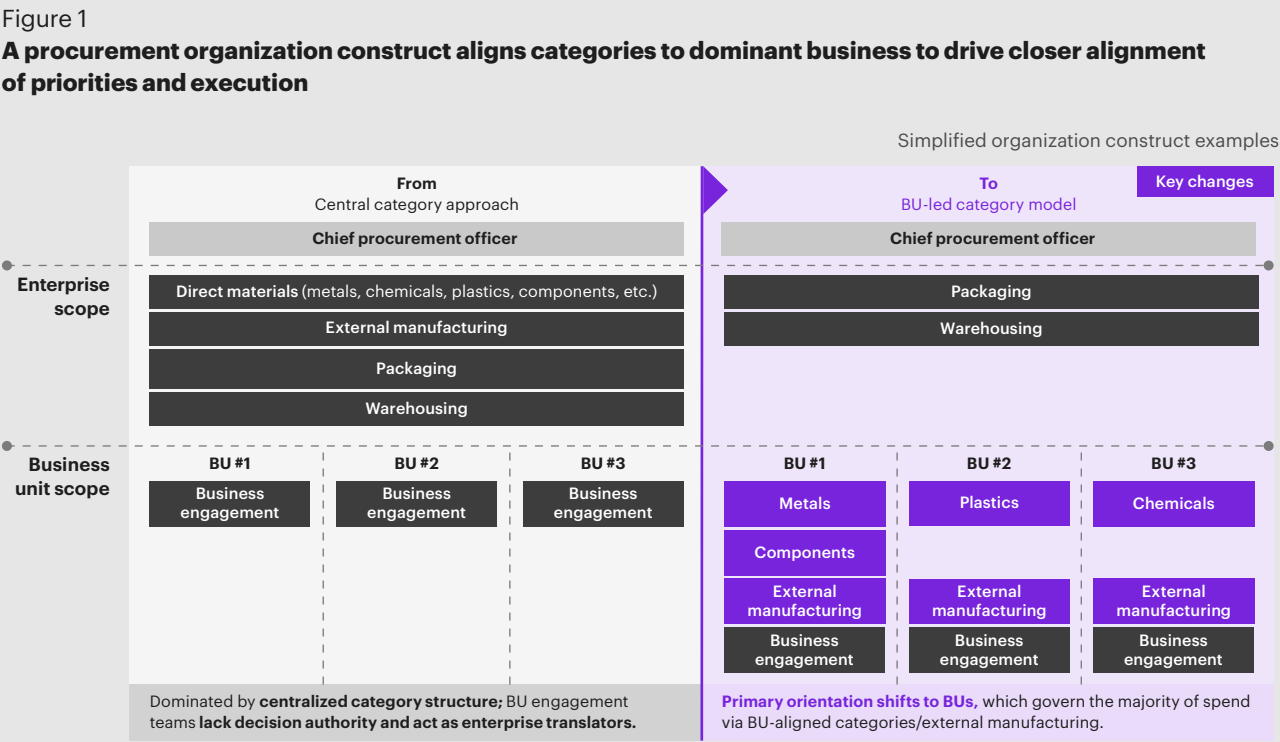 Figure 1
A procurement organization construct aligns categories to dominant business to drive closer alignment
of priorities and execution
Simplified organization construct examples
From
Central category approach
To
BU-led category model
Key changes
Chief procurement officer
Chief procurement officer
Enterprise
scope
Direct materials (metals, chemicals, plastics, components, etc.)
External manufacturing
Packaging
Warehousing
Packaging
Warehousing
Business
unit scope
BU #1
BU #2
BU #3
Business
engagement
Business
engagement
Business
engagement
BU #1
BU #2
BU #3
Metals
Plastics
Chemicals
Components
External
manufacturing
External
manufacturing
External
manufacturing
Business
engagement
Business
engagement
Business
engagement
Dominated by centralized category structure; BU engagement
teams lack decision authority and act as enterprise translators.
Primary orientation shifts to BUs, which govern the majority of spend
via BU-aligned categories/external manufacturing.